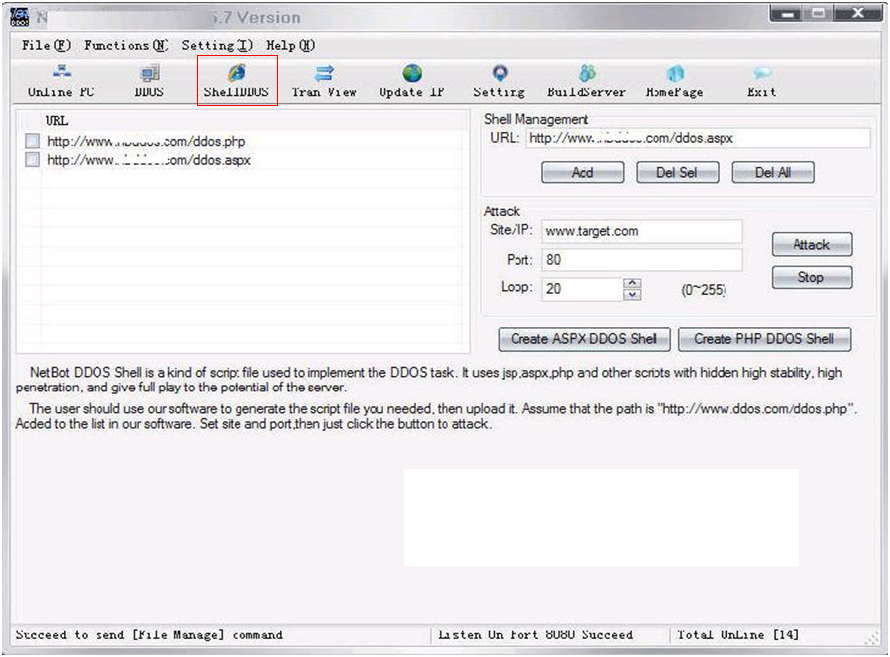 5.7 Version
File(F) Functions(N) Setting(I) Help(H)
OnLine PC DDOS ShellDDOS Tran View Update IP Setting BuildServer HomePage Exit
URL
http://www. .com/ddos.php
http://www. .com/ddos.aspx
Shell Management
URL: http://www. .com/ddos.aspx
Add Del Sel Del All
Attack
Site/IP: www.target.com
Port: 80
Loop: 20 (0~255)
Attack
Stop
Create ASPX DDOS Shell Create PHP DDOS Shell
NetBot DDOS Shell is a kind of script file used to implement the DDOS task. It uses jsp,aspx,php and other scripts with hidden high stability, high
penetration, and give full play to the potential of the server.
The user should use our software to generate the script file you needed, then upload it. Assume that the path is "http://www.ddos.com/ddos.php".
Added to the list in our software. Set site and port,then just click the button to attack.
Succeed to send [File Manage] command Listen On Port 8080 Succeed Total OnLine [14]